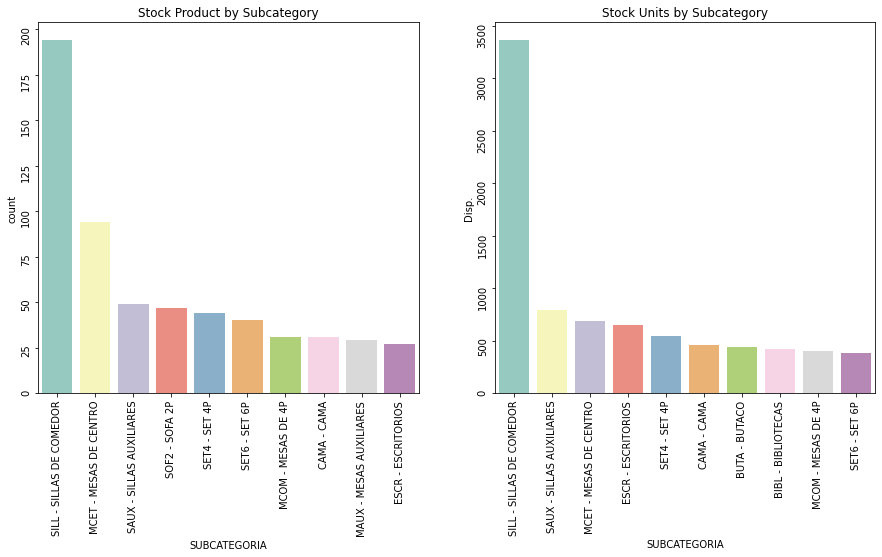 Stock Product by Subcategory
count
200
175
150
125
100
75
50
25
0
SILL - SILLAS DE COMEDOR
MCET - MESAS DE CENTRO
SAUX - SILLAS AUXILIARES
SOF2 - SOFA 2P
SET4 - SET 4P
SET6 - SET 6P
MCOM - MESAS DE 4P
CAMA - CAMA
MAUX - MESAS AUXILIARES
ESCR - ESCRITORIOS
SUBCATEGORIA
Stock Units by Subcategory
Disp.
3500
3000
2500
2000
1500
1000
500
0
SILL - SILLAS DE COMEDOR
SAUX - SILLAS AUXILIARES
MCET - MESAS DE CENTRO
ESCR - ESCRITORIOS
SET4 - SET 4P
CAMA - CAMA
BUTA - BUTACO
BIBL - BIBLIOTECAS
MCOM - MESAS DE 4P
SET6 - SET 6P
SUBCATEGORIA